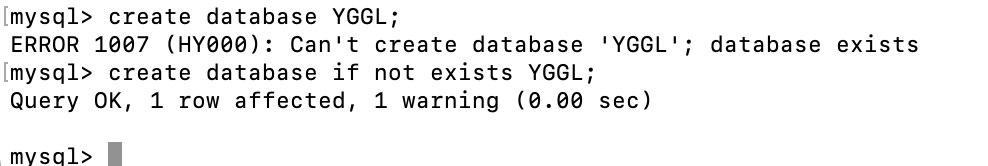 [mysql> create database YGGL;
ERROR 1007 (HY000): Can't create database 'YGGL'; database exists
[mysql> create database if not exists YGGL;
Query OK, 1 row affected, 1 warning (0.00 sec)
mysql>